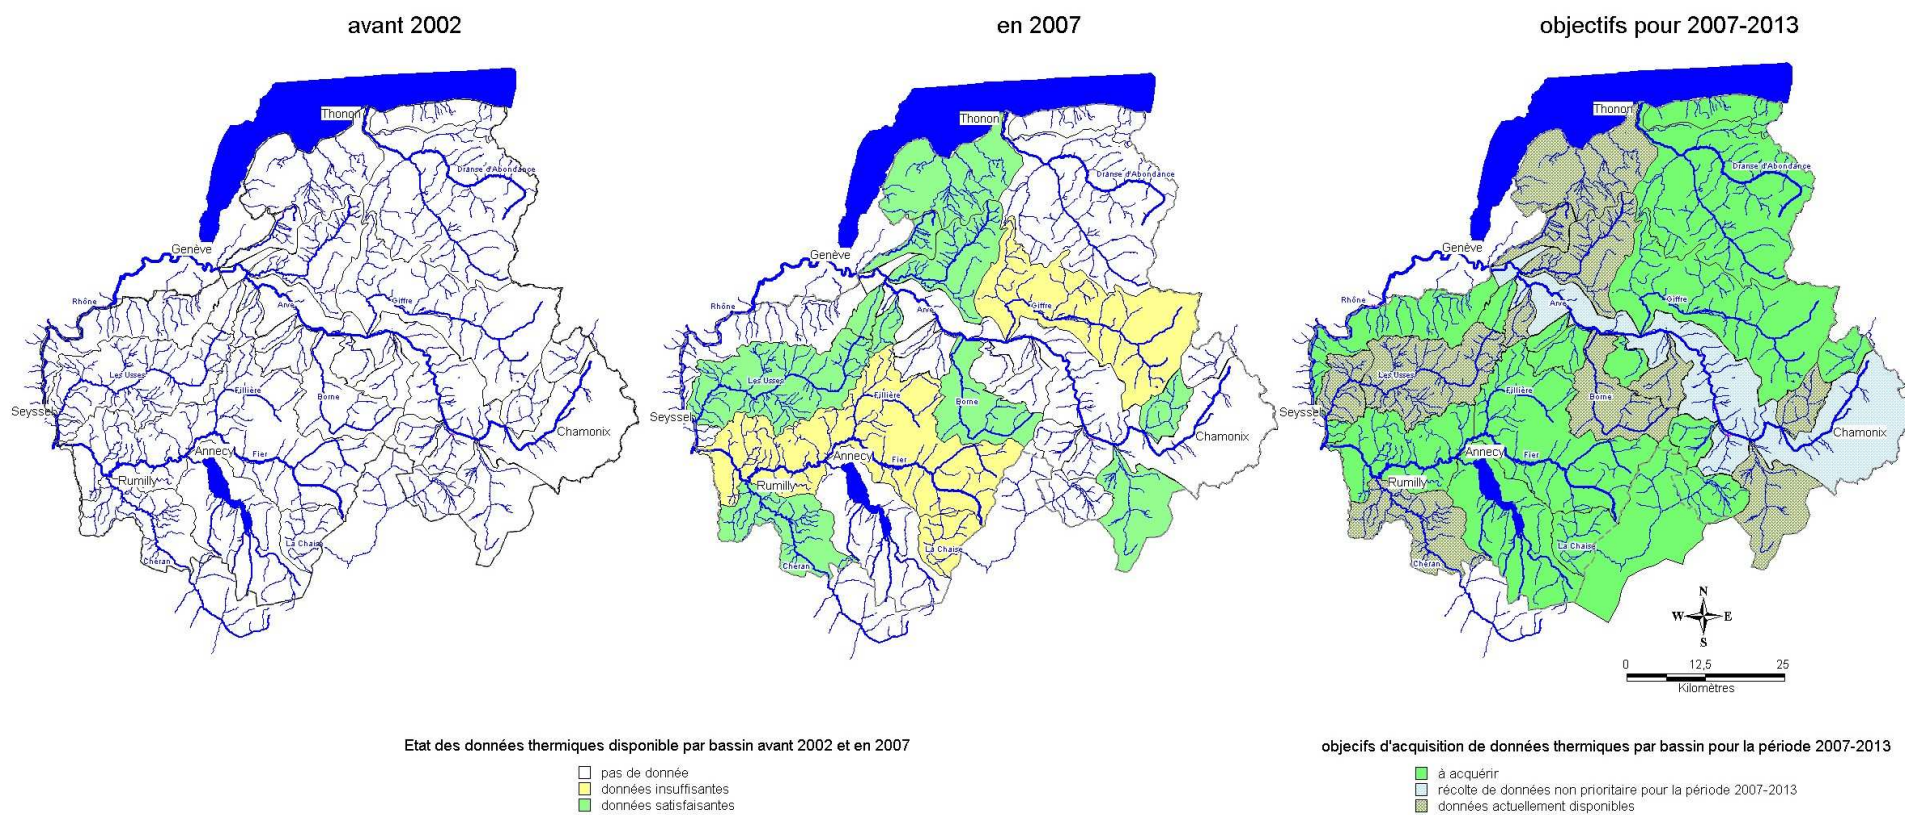 avant 2002
en 2007
objectifs pour 2007-2013
Thonon
Dranse d'Abondance
Genève
Rhône
Arve
Giffre
Les Usses
Fillière
Borne
Seyssel
Chamonix
Annecy
Fier
Rumilly
La Chaise
Chéran
Thonon
Dranse d'Abondance
Genève
Rhône
Arve
Giffre
Les Usses
Fillière
Borne
Seyssel
Chamonix
Annecy
Fier
Rumilly
La Chaise
Chéran
Thonon
Dranse d'Abondance
Genève
Rhône
Arve
Giffre
Les Usses
Fillière
Borne
Seyssel
Chamonix
Annecy
Fier
Rumilly
La Chaise
Chéran
N
W E
S
0 12,5 25
Kilomètres
Etat des données thermiques disponible par bassin avant 2002 et en 2007
pas de donnée
données insuffisantes
données satisfaisantes
objecifs d'acquisition de données thermiques par bassin pour la période 2007-2013
à acquérir
récolte de données non prioritaire pour la période 2007-2013
données actuellement disponibles